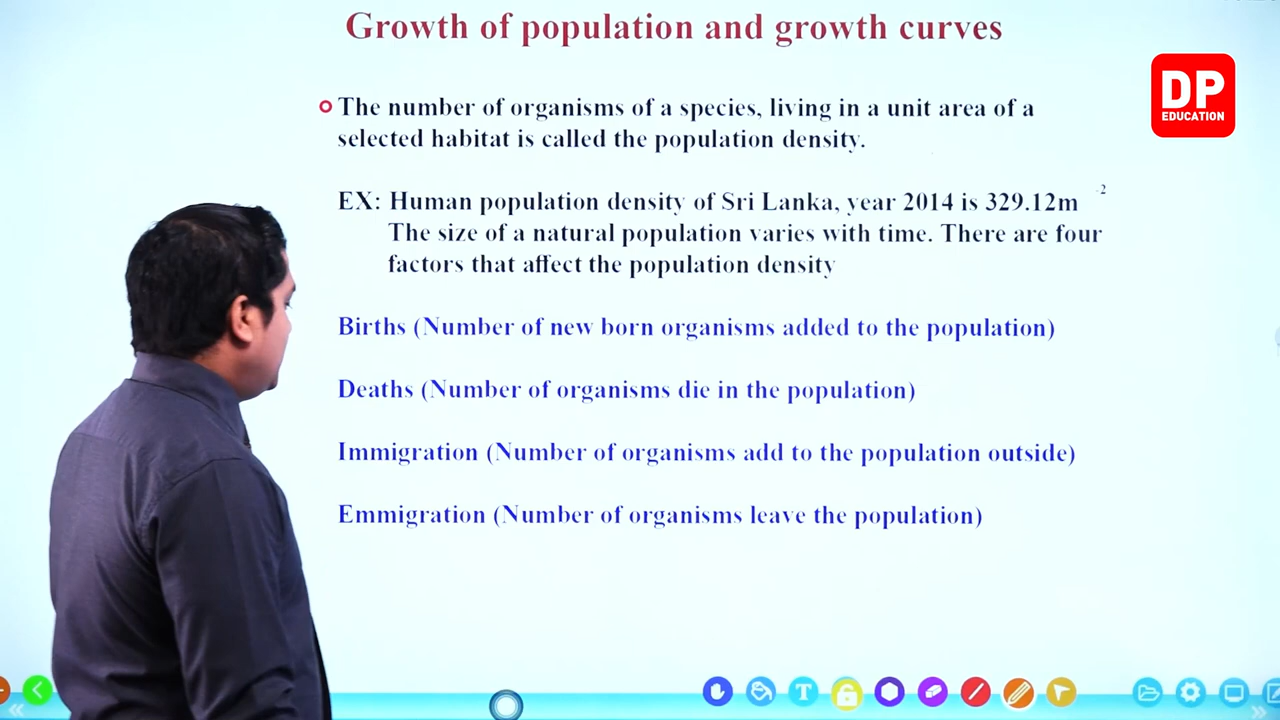 Growth of population and growth curves
DP
EDUCATION
The number of organisms of a species, living in a unit area of a
selected habitat is called the population density.
EX: Human population density of Sri Lanka, year 2014 is 329.12m -2
The size of a natural population varies with time. There are four
factors that affect the population density
Births (Number of new born organisms added to the population)
Deaths (Number of organisms die in the population)
Immigration (Number of organisms add to the population outside)
Emmigration (Number of organisms leave the population)
T